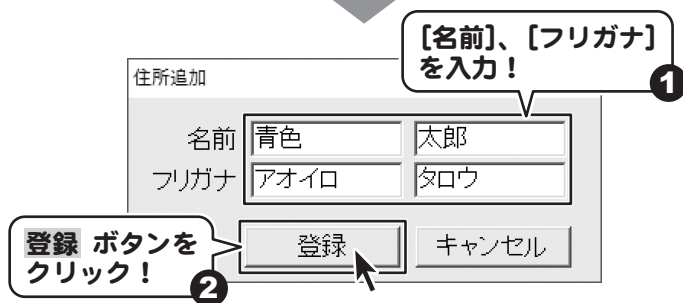 [名前]、[フリガナ]
を入力！
1
住所追加
名前 青色 太郎
フリガナ アオイロ タロウ
登録 ボタンを
クリック！
2
登録 キャンセル